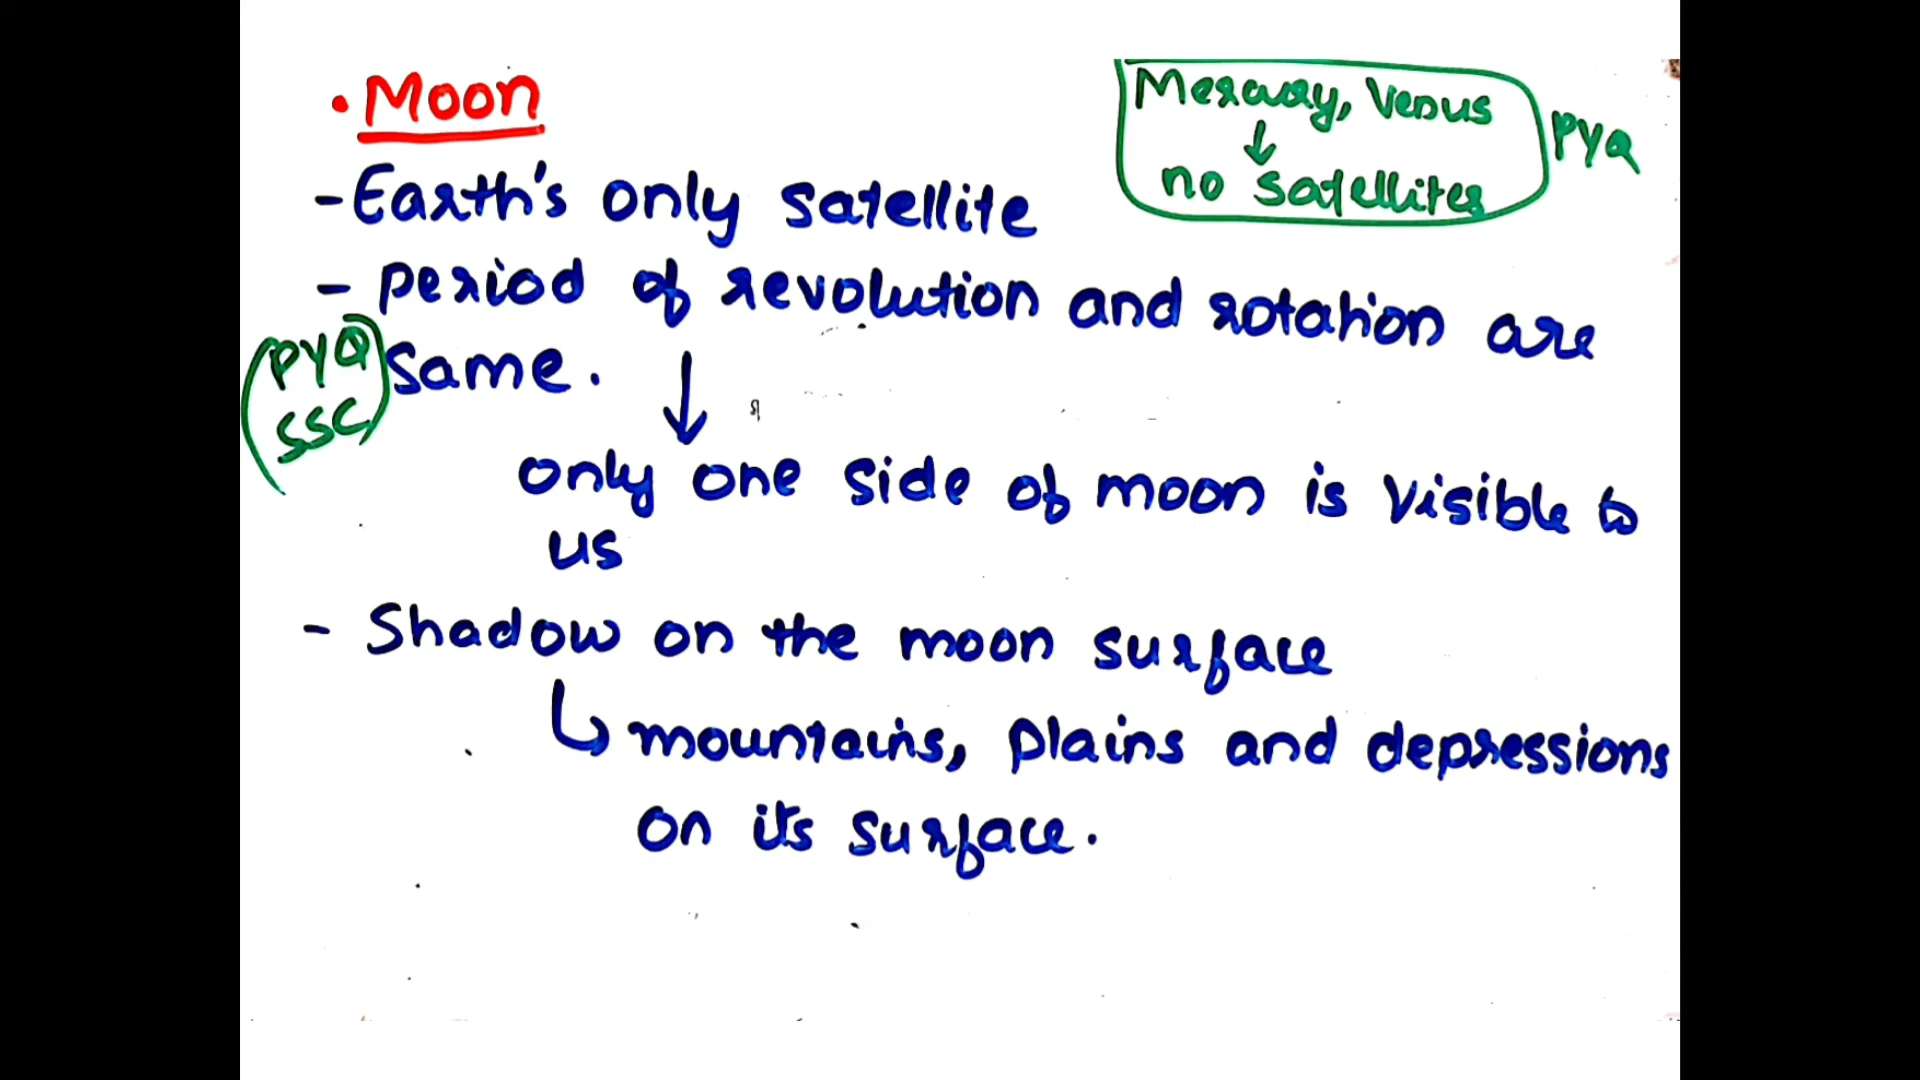 • Moon
Mercury, Venus
↓
no satellites
PYQ
- Earth's only satellite
- Period of revolution and rotation are
same.
PYQ
SSC
↓
only one side of moon is visible to
us
- Shadow on the moon surface
↳ mountains, plains and depressions
on its surface.